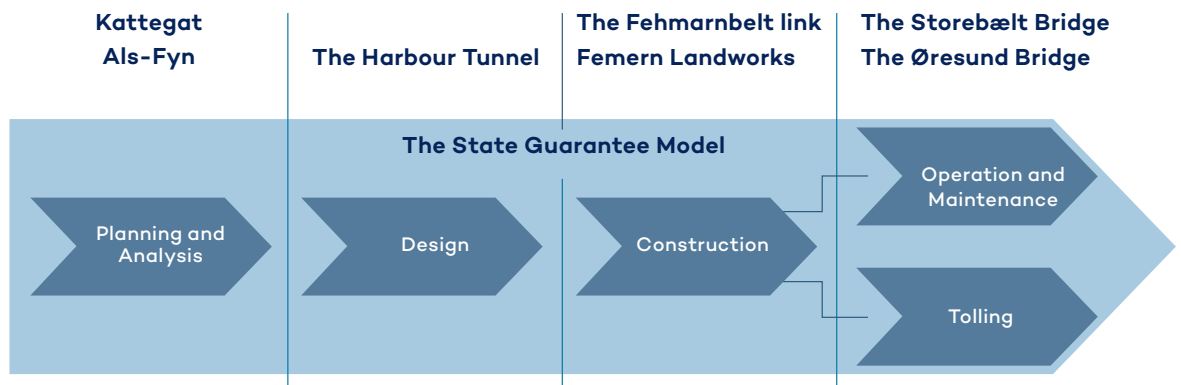 Kattegat
Als-Fyn
The Harbour Tunnel
The Fehmarnbelt link
Femern Landworks
The Storebælt Bridge
The Øresund Bridge
The State Guarantee Model
Planning and
Analysis
Design
Construction
Operation and
Maintenance
Tolling